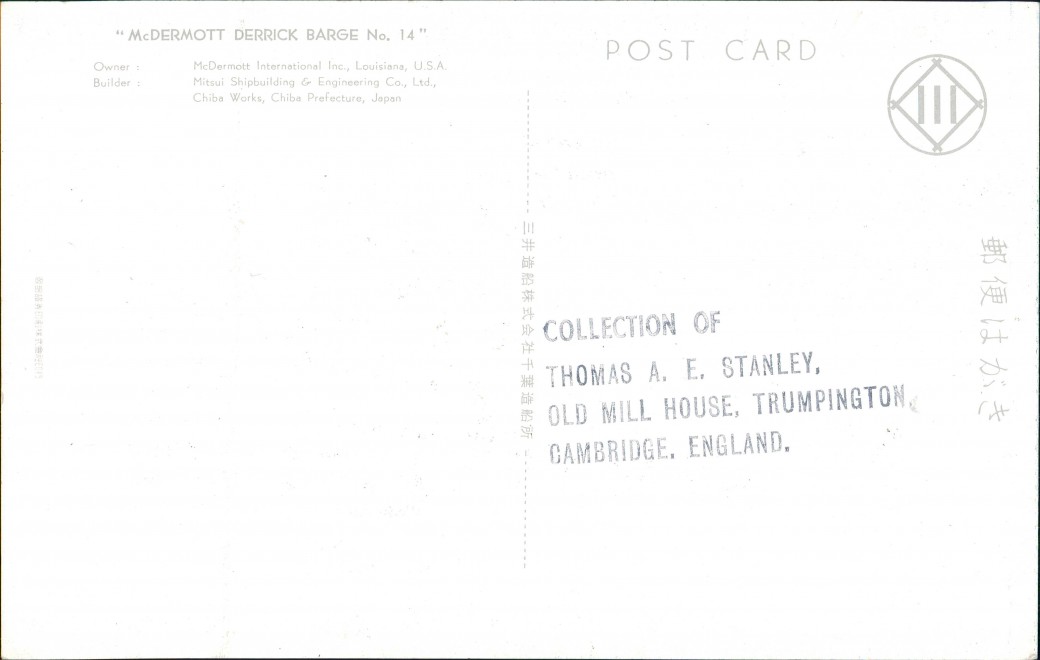 "McDERMOTT DERRICK BARGE No. 14"
Owner : McDermott International Inc., Louisiana, U.S.A.
Builder : Mitsui Shipbuilding & Engineering Co., Ltd.,
Chiba Works, Chiba Prefecture, Japan
POST CARD
三井造船株式会社千葉造船所
郵便はがき
COLLECTION OF
THOMAS A. E. STANLEY,
OLD MILL HOUSE, TRUMPINGTON,
CAMBRIDGE. ENGLAND.